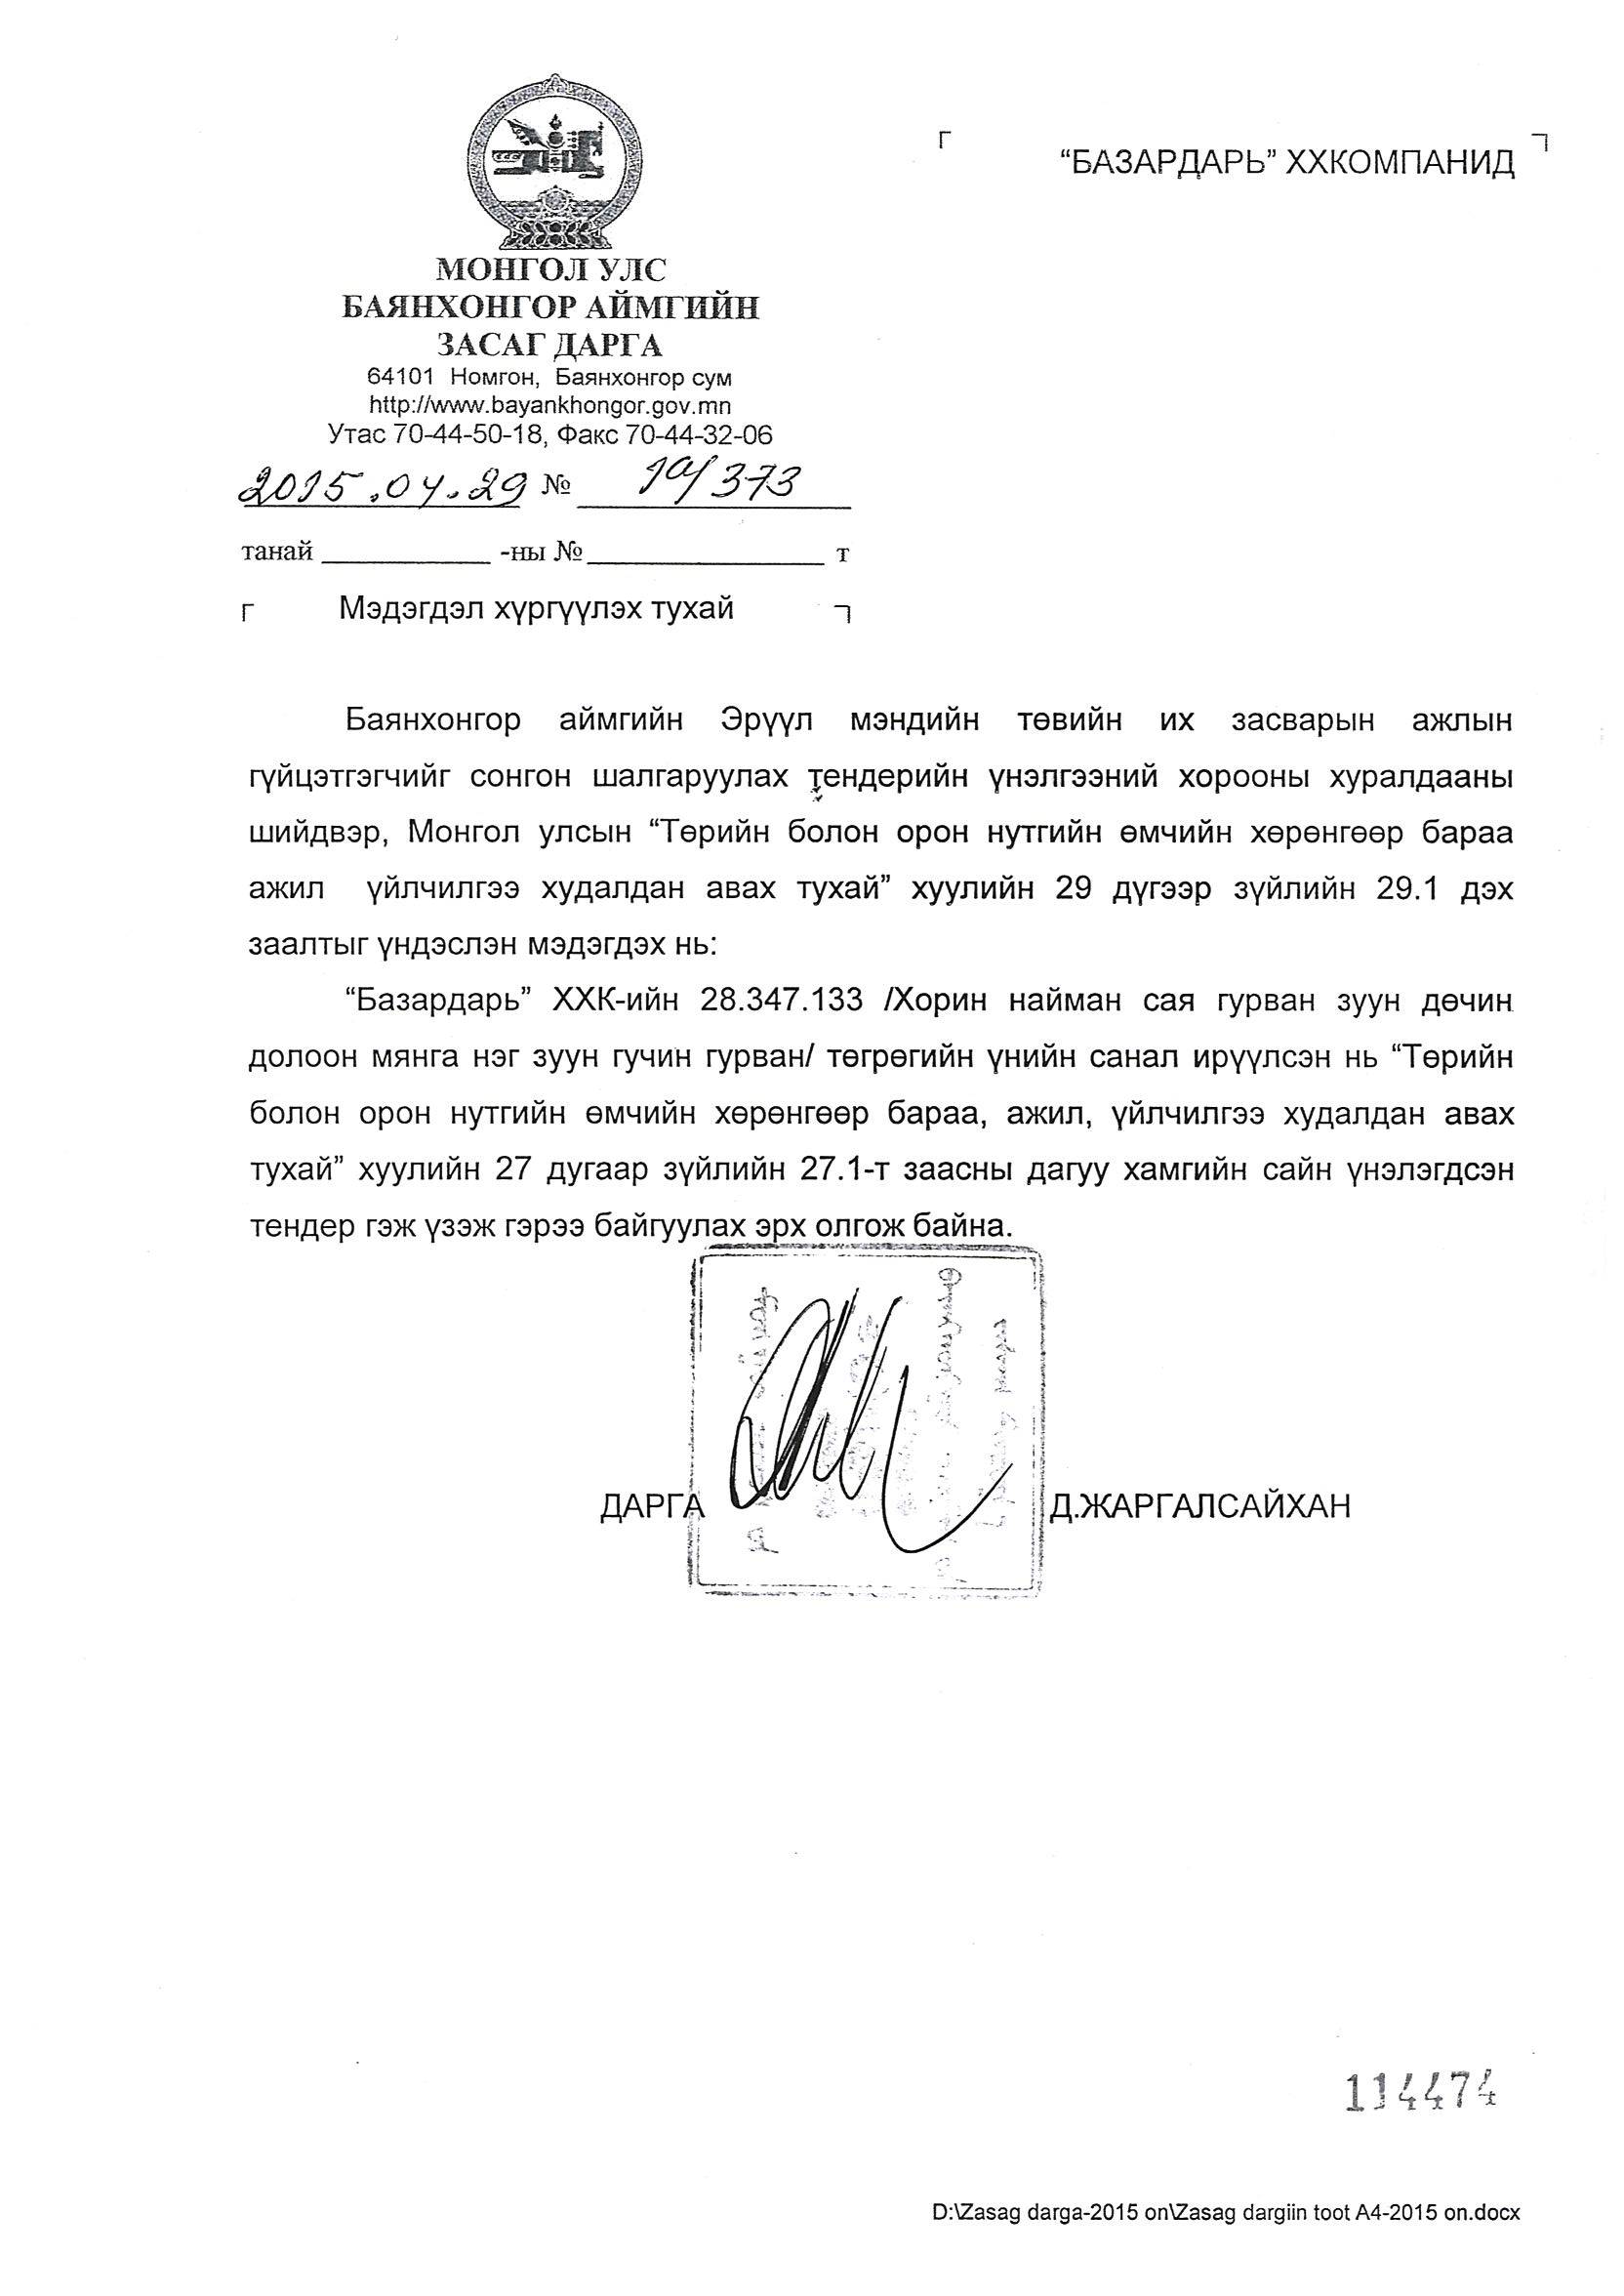 “БАЗАРДАРЬ” ХХКОМПАНИД
МОНГОЛ УЛС
БАЯНХОНГОР АЙМГИЙН
ЗАСАГ ДАРГА
64101 Номгон, Баянхонгор сум
http://www.bayankhongor.gov.mn
Утас 70-44-50-18, Факс 70-44-32-06
2015.04.29 № 19/373
танай ____________ -ны № ________________ т
Мэдэгдэл хүргүүлэх тухай
Баянхонгор аймгийн Эрүүл мэндийн төвийн их засварын ажлын
гүйцэтгэгчийг сонгон шалгаруулах тендерийн үнэлгээний хорооны хуралдааны
шийдвэр, Монгол улсын “Төрийн болон орон нутгийн өмчийн хөрөнгөөр бараа
ажил үйлчилгээ худалдан авах тухай” хуулийн 29 дүгээр зүйлийн 29.1 дэх
заалтыг үндэслэн мэдэгдэх нь:
“Базардарь” ХХК-ийн 28.347.133 /Хорин найман сая гурван зуун дөчин
долоон мянга нэг зуун гучин гурван/ төгрөгийн үнийн санал ирүүлсэн нь “Төрийн
болон орон нутгийн өмчийн хөрөнгөөр бараа, ажил, үйлчилгээ худалдан авах
тухай” хуулийн 27 дугаар зүйлийн 27.1-т заасны дагуу хамгийн сайн үнэлэгдсэн
тендер гэж үзэж гэрээ байгуулах эрх олгож байна.
ДАРГА Д.ЖАРГАЛСАЙХАН
114474
D:\Zasag darga-2015 on\Zasag dargiin toot A4-2015 on.docx